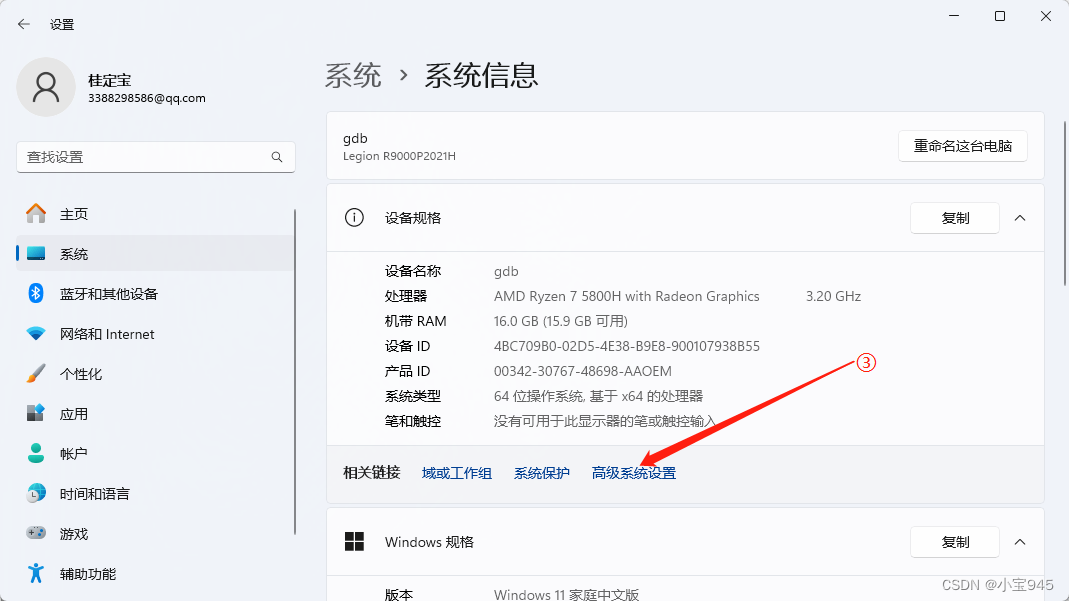 设置
桂定宝
3388298586@qq.com
查找设置
主页
系统
蓝牙和其他设备
网络和 Internet
个性化
应用
帐户
时间和语言
游戏
辅助功能
系统 › 系统信息
gdb
Legion R9000P2021H
重命名这台电脑
设备规格
复制
设备名称 gdb
处理器 AMD Ryzen 7 5800H with Radeon Graphics 3.20 GHz
机带 RAM 16.0 GB (15.9 GB 可用)
设备 ID 4BC709B0-02D5-4E38-B9E8-900107938B55
产品 ID 00342-30767-48698-AAOEM
系统类型 64 位操作系统, 基于 x64 的处理器
笔和触控 没有可用于此显示器的笔或触控输入
③
相关链接 域或工作组 系统保护 高级系统设置
Windows 规格
复制
版本 Windows 11 家庭中文版
CSDN @小宝945